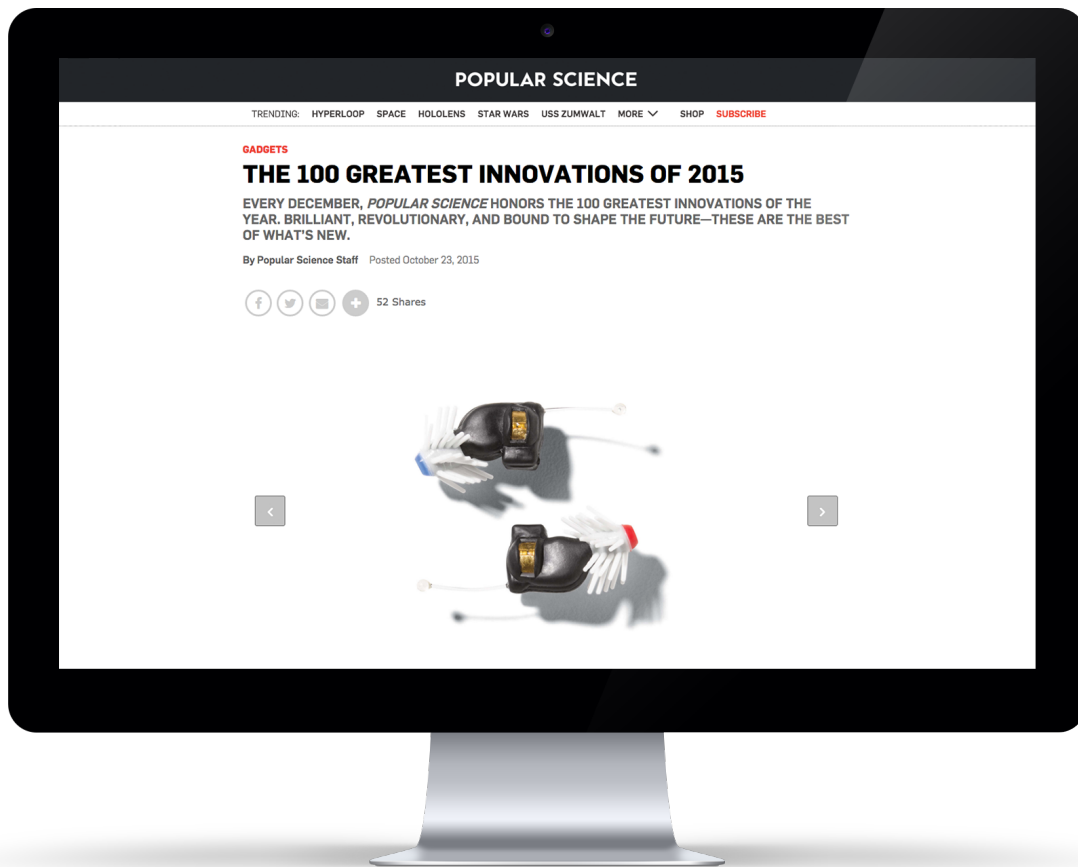 POPULAR SCIENCE
TRENDING: HYPERLOOP SPACE HOLOLENS STAR WARS USS ZUMWALT MORE SHOP SUBSCRIBE
GADGETS
THE 100 GREATEST INNOVATIONS OF 2015
EVERY DECEMBER, POPULAR SCIENCE HONORS THE 100 GREATEST INNOVATIONS OF THE
YEAR. BRILLIANT, REVOLUTIONARY, AND BOUND TO SHAPE THE FUTURE—THESE ARE THE BEST
OF WHAT'S NEW.
By Popular Science Staff Posted October 23, 2015
52 Shares